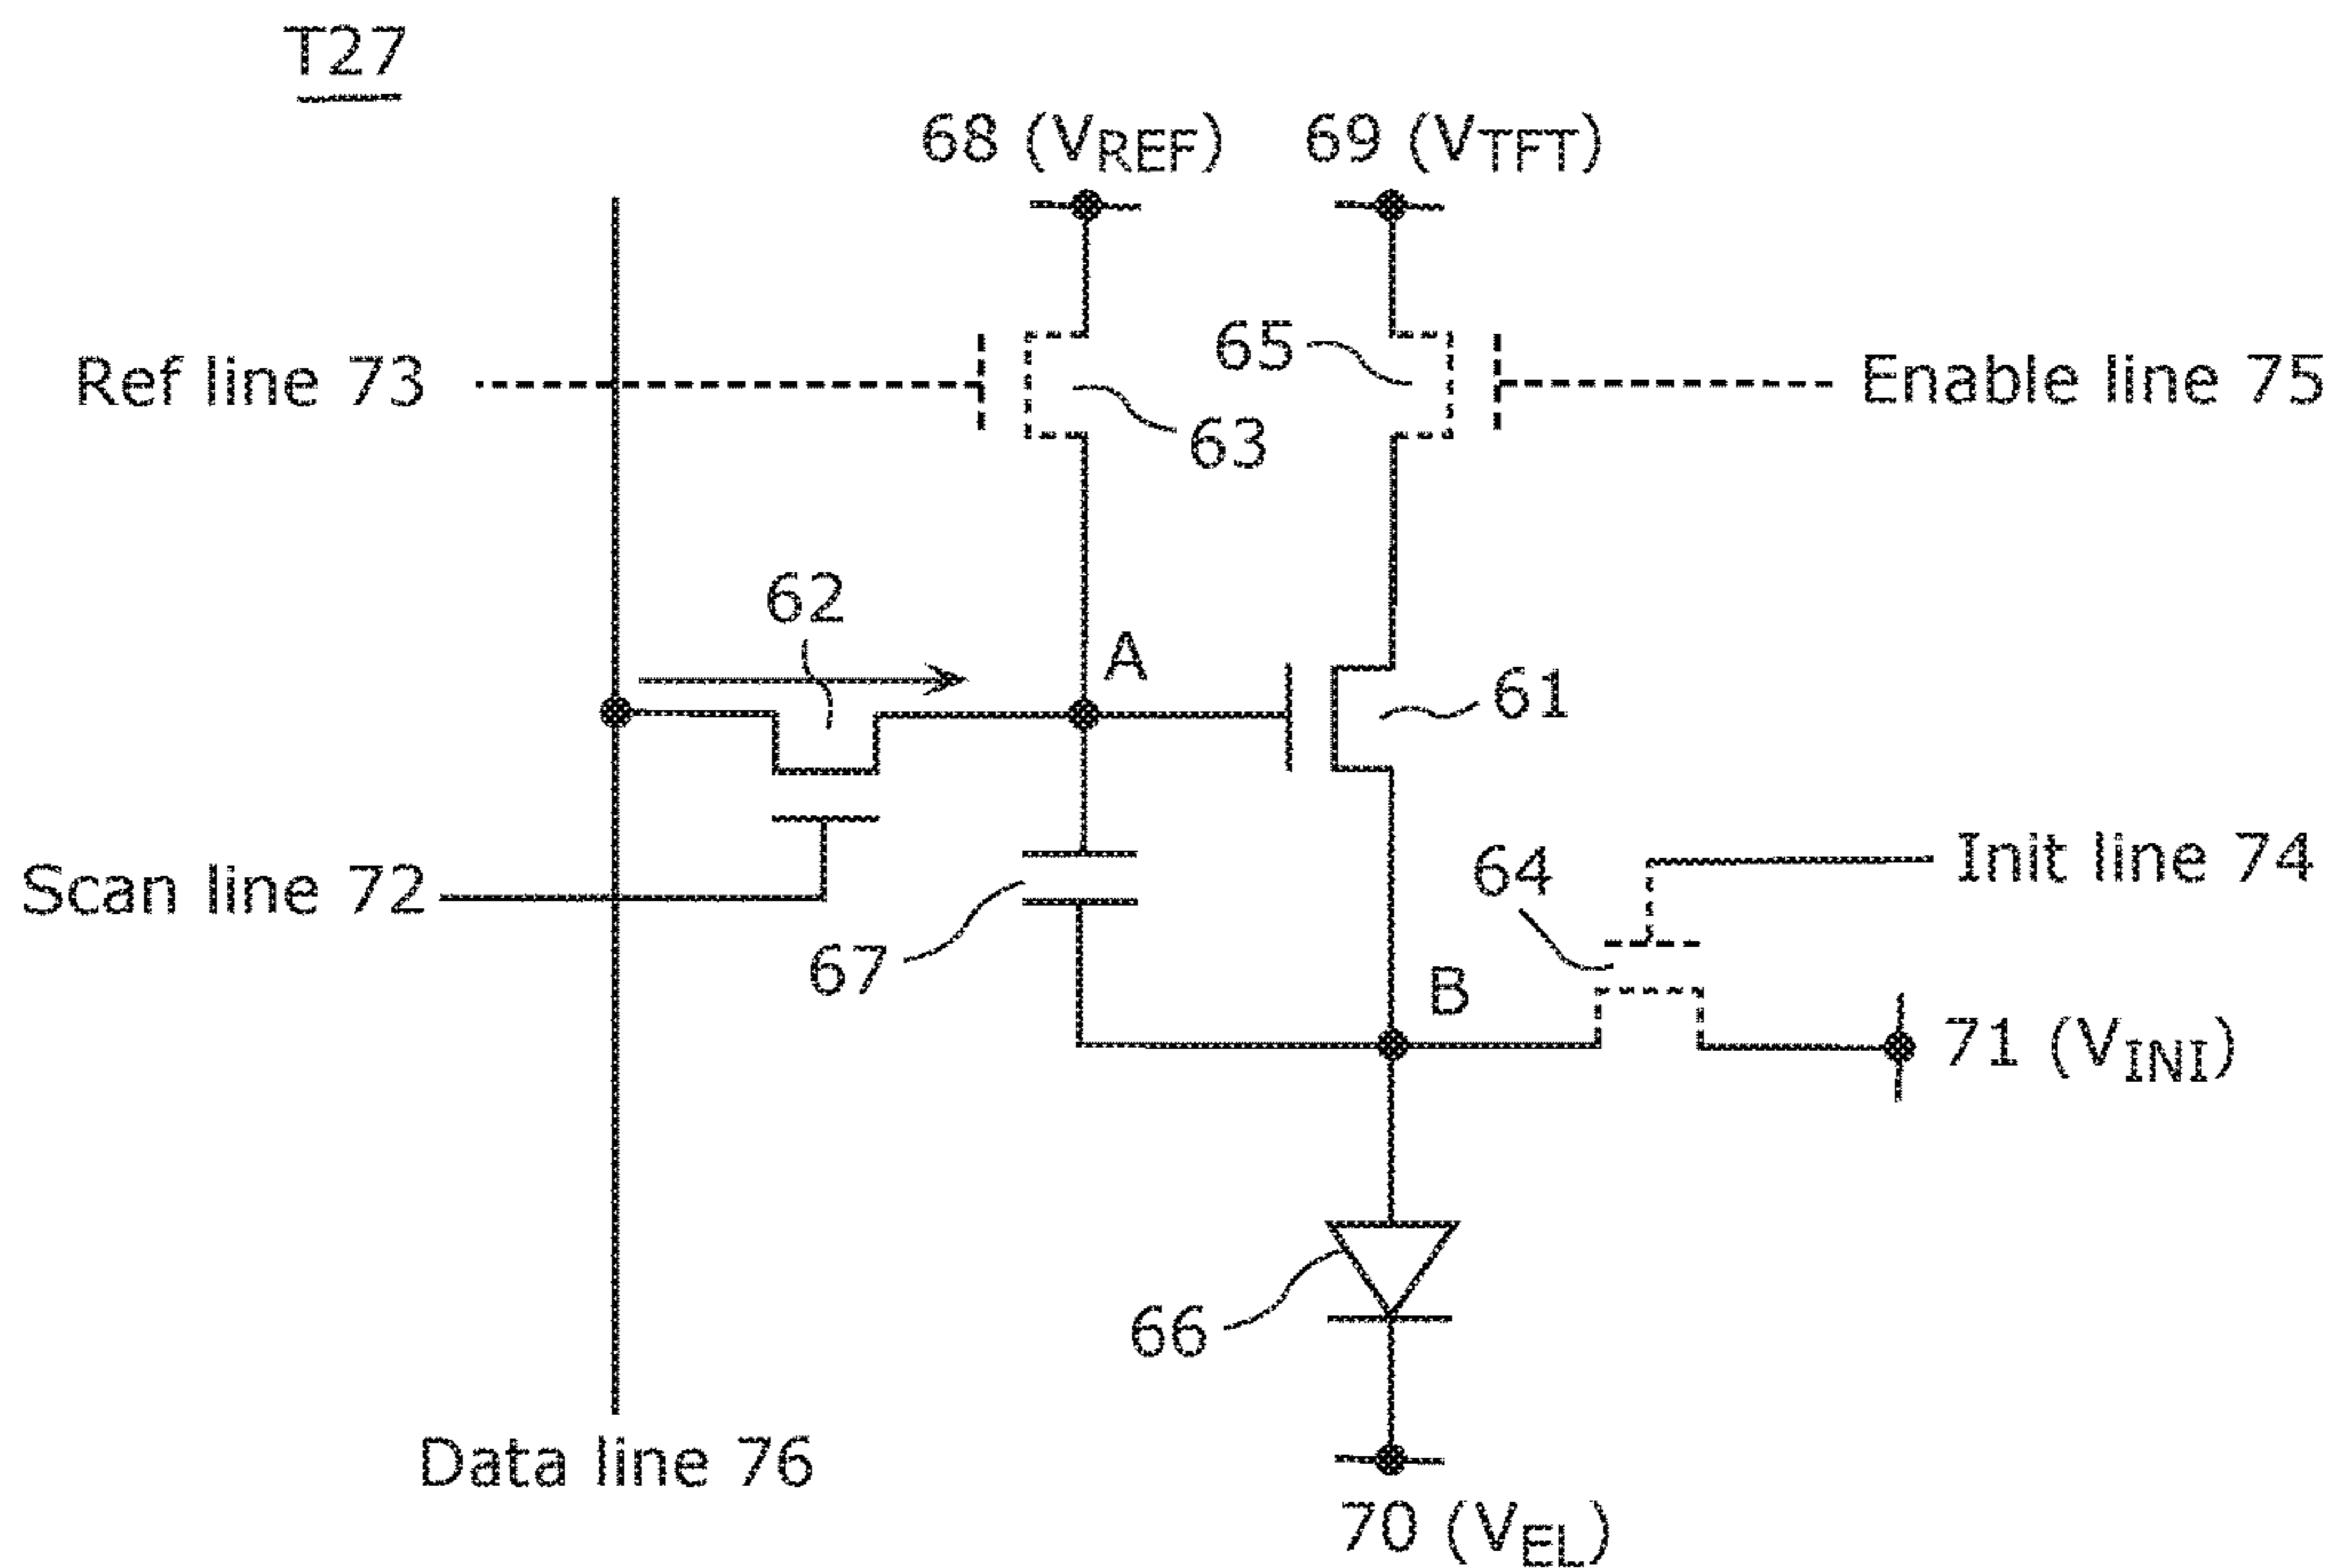 T27
68 (VREF)
69 (VTFT)
Ref line 73
65
63
Enable line 75
62
A
61
Scan line 72
67
64
Init line 74
B
71 (VINI)
66
Data line 76
70 (VEL)